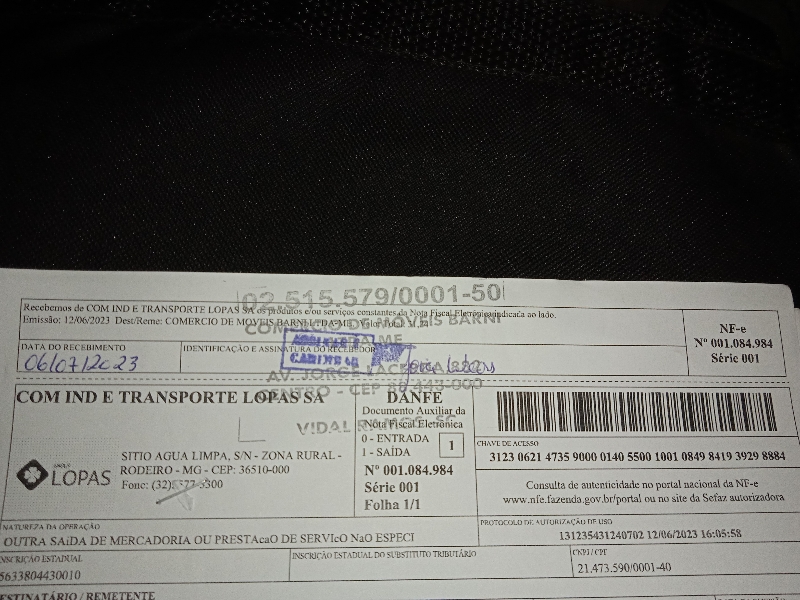 02.515.579/0001-50
Recebemos de COM IND E TRANSPORTE LOPAS SA os produtos e/ou serviços constantes da Nota Fiscal Eletrônica indicada ao lado.
Emissão: 12/06/2023 Dest/Reme: COMERCIO DE MOVEIS BARNI LTDA-ME Valor Total:
NF-e
Nº 001.084.984
Série 001
DATA DO RECEBIMENTO
06/07/2023
IDENTIFICAÇÃO E ASSINATURA DO RECEBEDOR
CARIMBO
COM IND E TRANSPORTE LOPAS SA
LOPAS
SITIO AGUA LIMPA, S/N - ZONA RURAL -
RODEIRO - MG - CEP: 36510-000
Fone: (32)
DANFE
Documento Auxiliar da
Nota Fiscal Eletrônica
0 - ENTRADA
1 - SAÍDA
1
Nº 001.084.984
Série 001
Folha 1/1
CHAVE DE ACESSO
3123 0621 4735 9000 0140 5500 1001 0849 8419 3929 8884
Consulta de autenticidade no portal nacional da NF-e
www.nfe.fazenda.gov.br/portal ou no site da Sefaz autorizadora
NATUREZA DA OPERAÇÃO
OUTRA SAíDA DE MERCADORIA OU PRESTAcaO DE SERVIcO NaO ESPECI
PROTOCOLO DE AUTORIZAÇÃO DE USO
131235431240702 12/06/2023 16:05:58
INSCRIÇÃO ESTADUAL
5633804430010
INSCRIÇÃO ESTADUAL DO SUBSTITUTO TRIBUTÁRIO
CNPJ / CPF
21.473.590/0001-40
DESTINATÁRIO / REMETENTE